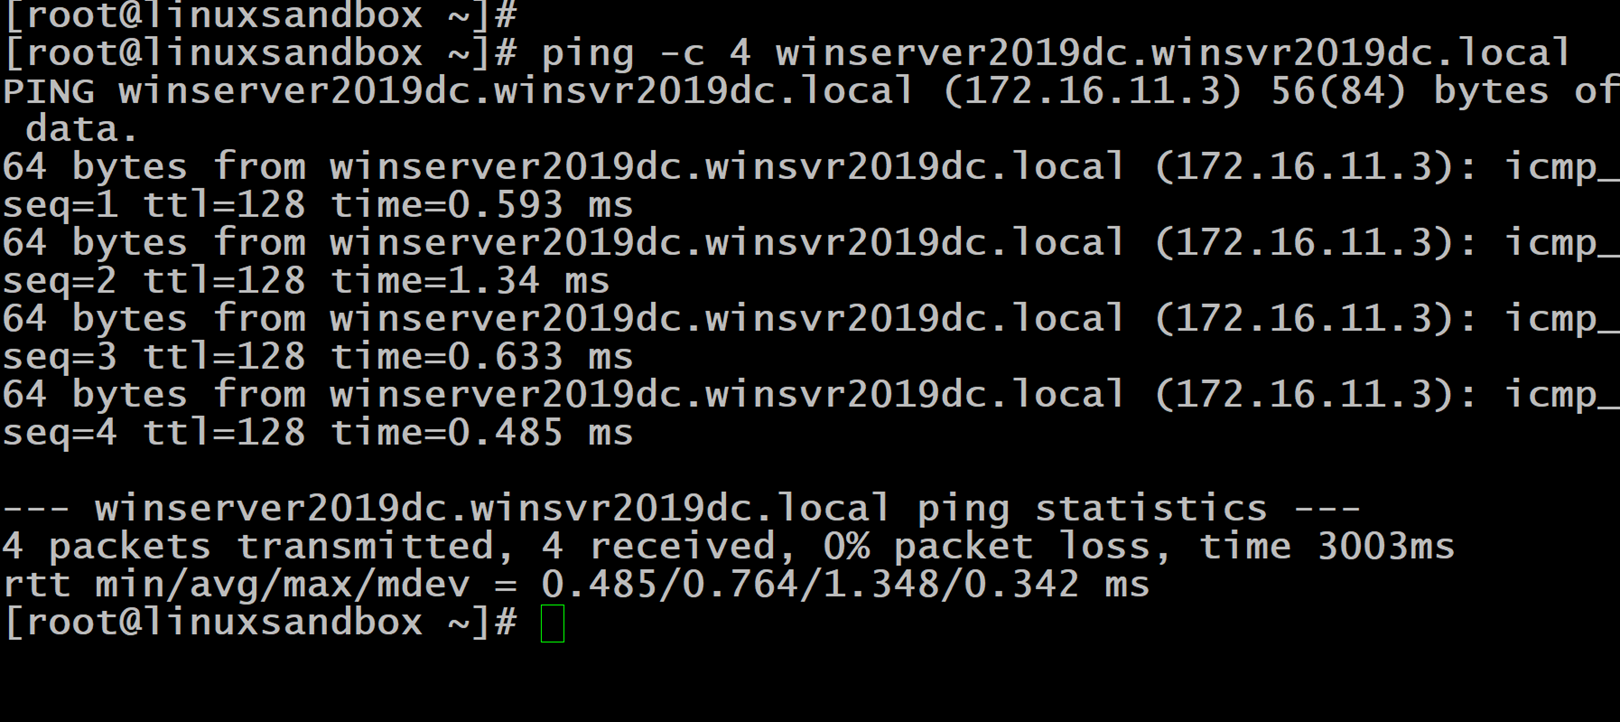 [root@linuxsandbox ~]#
[root@linuxsandbox ~]# ping -c 4 winserver2019dc.winsvr2019dc.local
PING winserver2019dc.winsvr2019dc.local (172.16.11.3) 56(84) bytes of
 data.
64 bytes from winserver2019dc.winsvr2019dc.local (172.16.11.3): icmp_
seq=1 ttl=128 time=0.593 ms
64 bytes from winserver2019dc.winsvr2019dc.local (172.16.11.3): icmp_
seq=2 ttl=128 time=1.34 ms
64 bytes from winserver2019dc.winsvr2019dc.local (172.16.11.3): icmp_
seq=3 ttl=128 time=0.633 ms
64 bytes from winserver2019dc.winsvr2019dc.local (172.16.11.3): icmp_
seq=4 ttl=128 time=0.485 ms

--- winserver2019dc.winsvr2019dc.local ping statistics ---
4 packets transmitted, 4 received, 0% packet loss, time 3003ms
rtt min/avg/max/mdev = 0.485/0.764/1.348/0.342 ms
[root@linuxsandbox ~]#